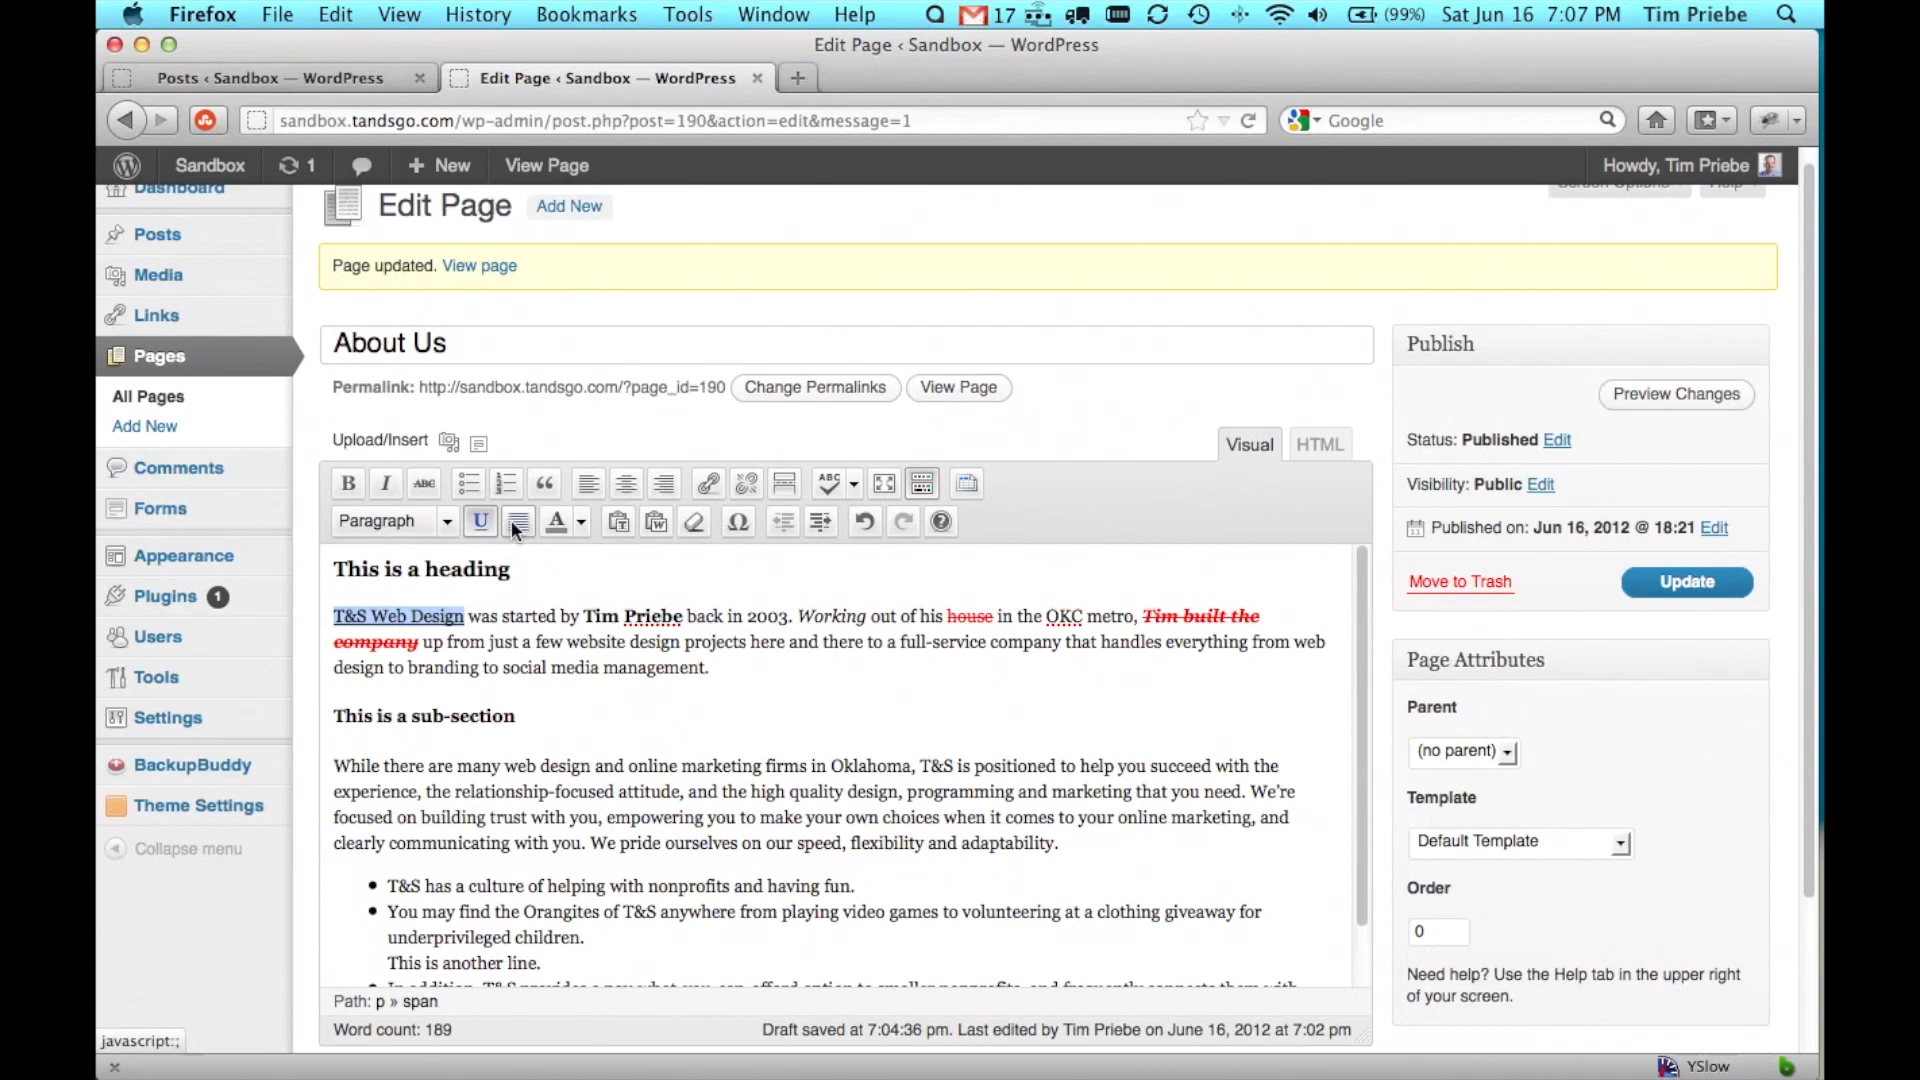 Firefox File Edit View History Bookmarks Tools Window Help 17 (99%) Sat Jun 16 7:07 PM Tim Priebe
Edit Page ‹ Sandbox — WordPress
Posts ‹ Sandbox — WordPress
Edit Page ‹ Sandbox — WordPress
sandbox.tandsgo.com/wp-admin/post.php?post=190&action=edit&message=1
Google
Sandbox 1 + New View Page Howdy, Tim Priebe
Dashboard
Screen Options Help
Edit Page Add New
Posts
Page updated. View page
Media
Links
Pages
All Pages
Add New
Comments
Forms
Appearance
Plugins 1
Users
Tools
Settings
BackupBuddy
Theme Settings
Collapse menu
About Us
Permalink: http://sandbox.tandsgo.com/?page_id=190 Change Permalinks View Page
Upload/Insert
Visual HTML
B I ABC “ ABC
Paragraph U A T W Ω ?
This is a heading
T&S Web Design was started by Tim Priebe back in 2003. Working out of his house in the OKC metro, Tim built the
company up from just a few website design projects here and there to a full-service company that handles everything from web
design to branding to social media management.
This is a sub-section
While there are many web design and online marketing firms in Oklahoma, T&S is positioned to help you succeed with the
experience, the relationship-focused attitude, and the high quality design, programming and marketing that you need. We're
focused on building trust with you, empowering you to make your own choices when it comes to your online marketing, and
clearly communicating with you. We pride ourselves on our speed, flexibility and adaptability.
• T&S has a culture of helping with nonprofits and having fun.
• You may find the Orangites of T&S anywhere from playing video games to volunteering at a clothing giveaway for
underprivileged children.
This is another line.
Path: p » span
Word count: 189
Draft saved at 7:04:36 pm. Last edited by Tim Priebe on June 16, 2012 at 7:02 pm
Publish
Preview Changes
Status: Published Edit
Visibility: Public Edit
Published on: Jun 16, 2012 @ 18:21 Edit
Move to Trash Update
Page Attributes
Parent
(no parent)
Template
Default Template
Order
0
Need help? Use the Help tab in the upper right
of your screen.
javascript:;
YSlow